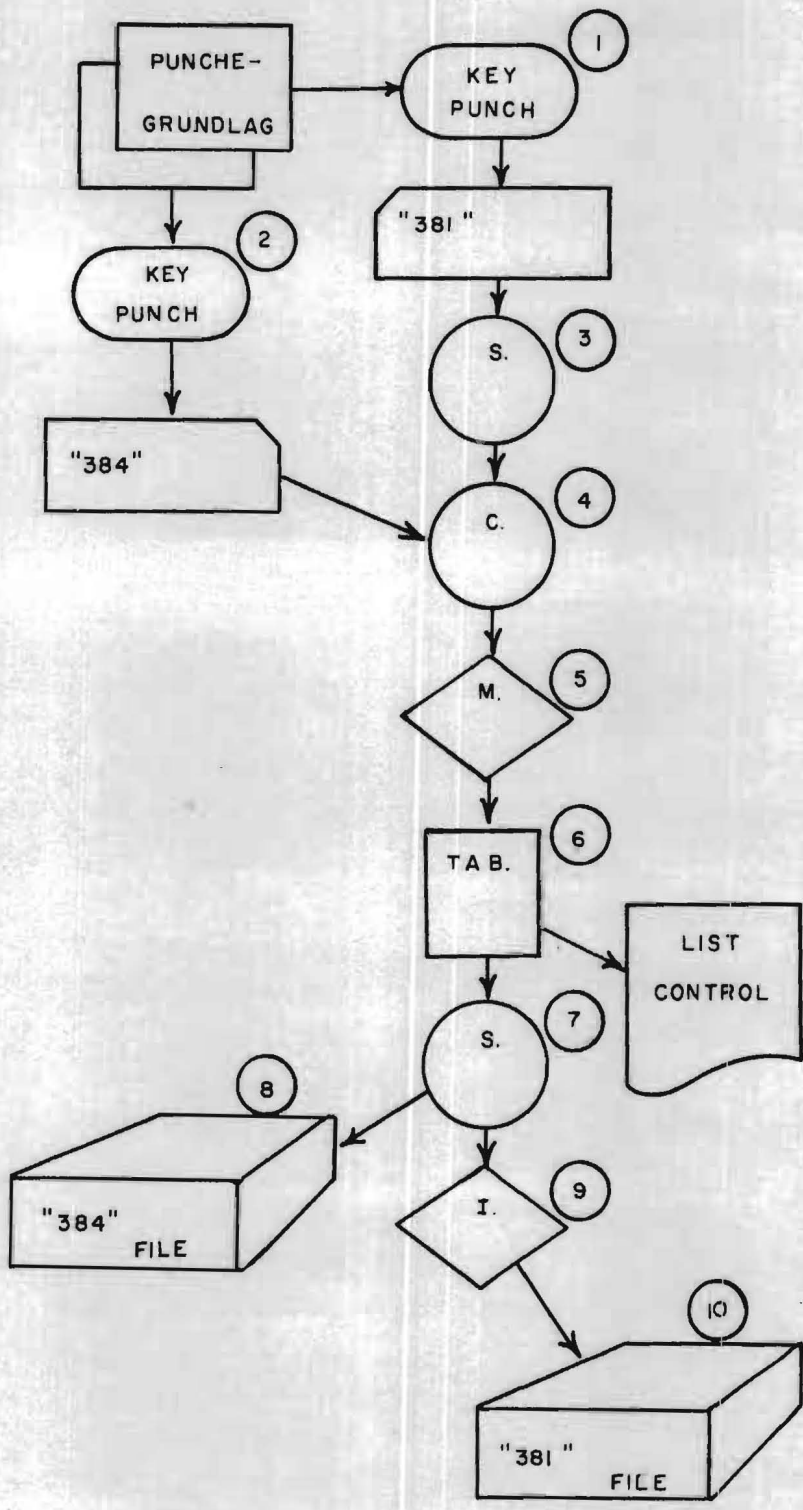 PUNCHE-
GRUNDLAG
KEY
PUNCH
1
"381"
2
KEY
PUNCH
3
S.
"384"
4
C.
5
M.
6
TAB.
LIST
CONTROL
7
S.
8
"384"
FILE
9
I.
10
"381"
FILE